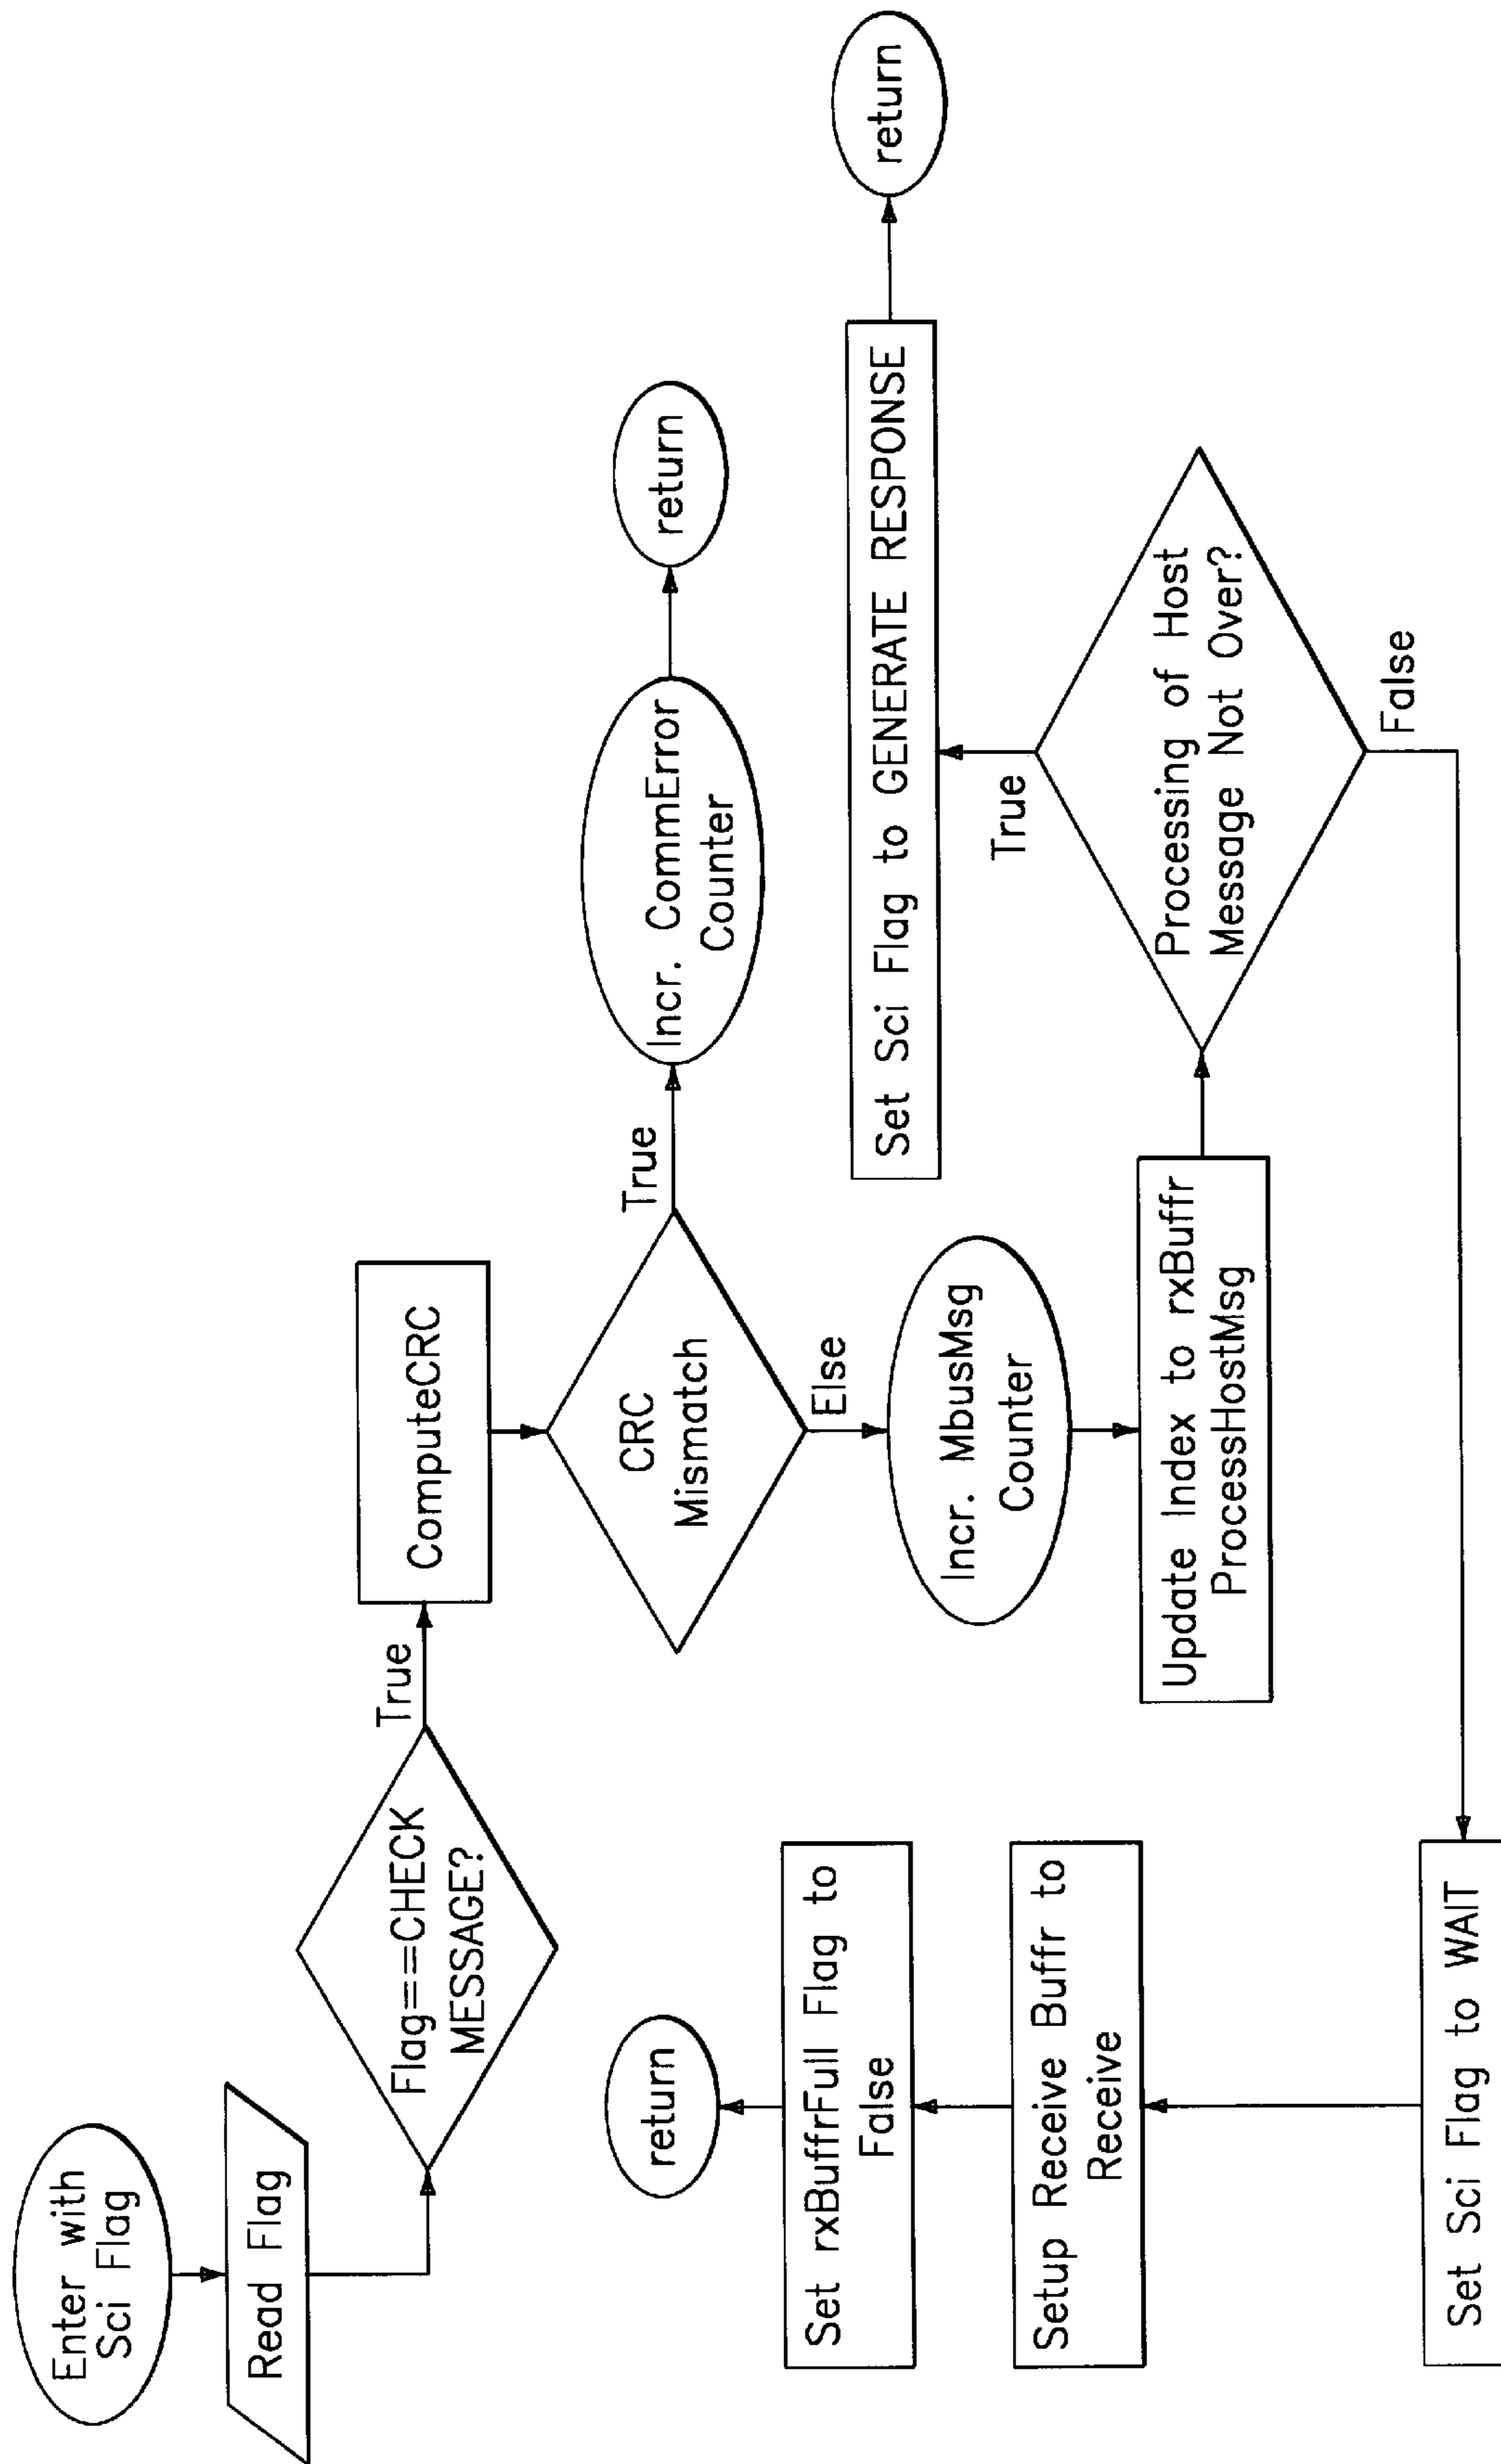 Enter with
Sci Flag
Read Flag
Flag==CHECK
MESSAGE?
True
ComputeCRC
CRC
Mismatch
True
Incr. CommError
Counter
return
Else
Incr. MbusMsg
Counter
Update Index to rxBuffr
ProcessHostMsg
Processing of Host
Message Not Over?
True
Set Sci Flag to GENERATE RESPONSE
return
False
Set Sci Flag to WAIT
Setup Receive Buffr to
Receive
Set rxBuffrFull Flag to
False
return